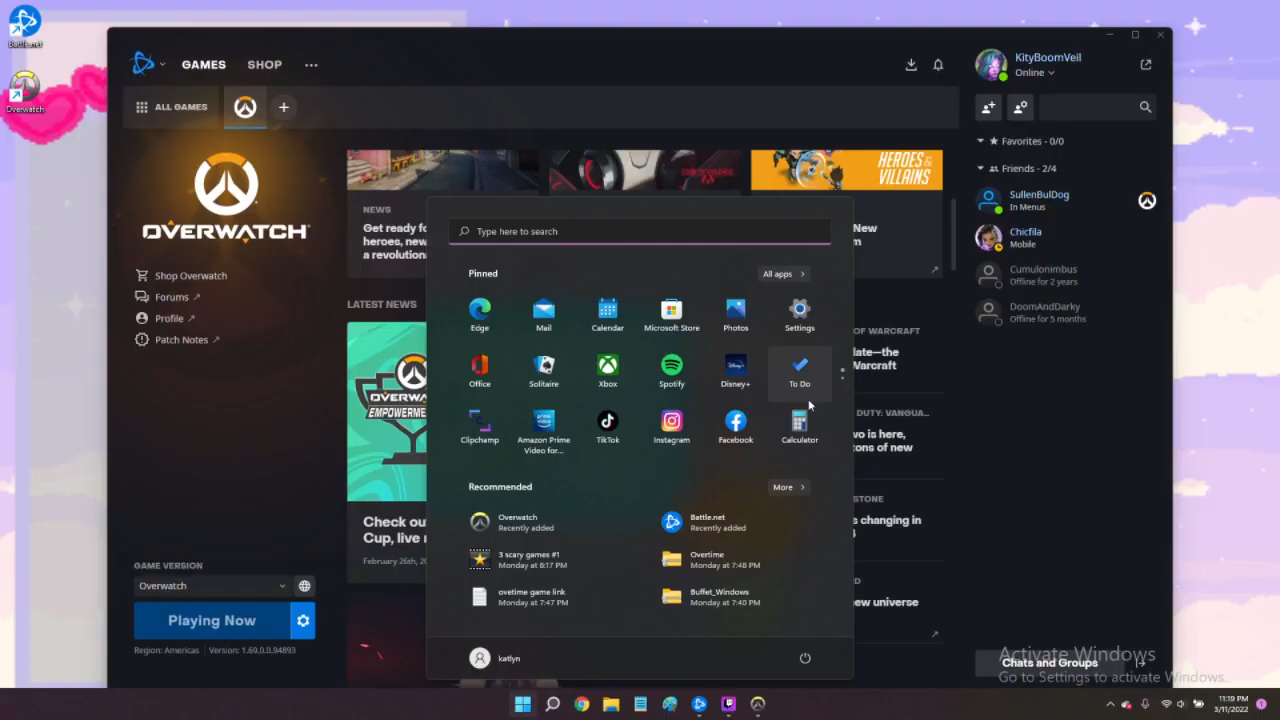 Battle.net
Overwatch
GAMES
SHOP
KityBoomVeil
Online
ALL GAMES
Favorites - 0/0
Friends - 2/4
SullenBulDog
In Menus
Chicfila
Mobile
Cumulonimbus
Offline for 2 years
DoomAndDarky
Offline for 5 months
OVERWATCH
Shop Overwatch
Forums
Profile
Patch Notes
HEROES &
VILLAINS
NEWS
Get ready fo
heroes, new
a revolution
New
LATEST NEWS
OVERW
EMPOWERME
Check ou
Cup, live
February 26th, 20
OF WARCRAFT
late—the
Warcraft
DUTY: VANGUA...
wo is here,
tons of new
STONE
s changing in
new universe
Type here to search
Pinned
All apps
Edge
Mail
Calendar
Microsoft Store
Photos
Settings
Office
Solitaire
Xbox
Spotify
Disney+
To Do
Clipchamp
Amazon Prime
Video for...
TikTok
Instagram
Facebook
Calculator
Recommended
More
Overwatch
Recently added
Battle.net
Recently added
3 scary games #1
Monday at 8:17 PM
Overtime
Monday at 7:48 PM
ovetime game link
Monday at 7:47 PM
Buffet_Windows
Monday at 7:40 PM
katlyn
GAME VERSION
Overwatch
Playing Now
Region: Americas
Version: 1.69.0.0.94893
Chats and Groups
Activate Windows
Go to Settings to activate Windows.
11:19 PM
3/11/2022
1